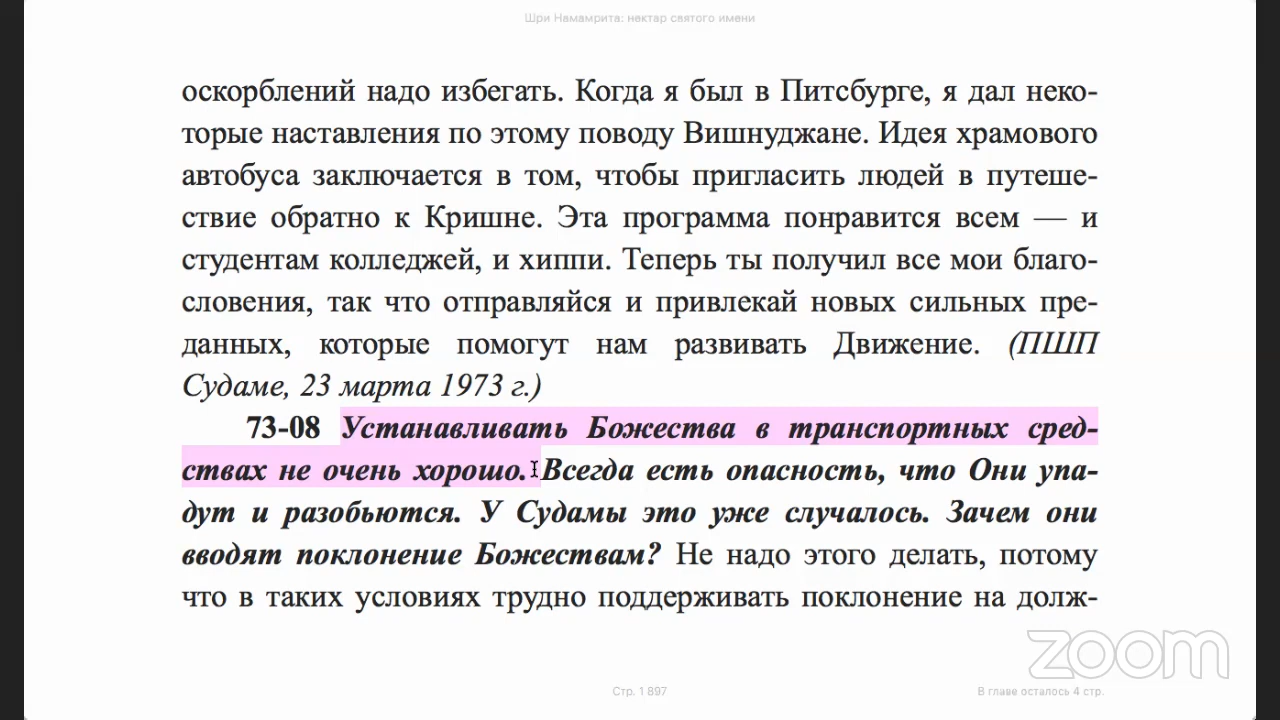 Шри Намамрита: нектар святого имени
оскорблений надо избегать. Когда я был в Питсбурге, я дал неко-
торые наставления по этому поводу Вишнуджане. Идея храмового
автобуса заключается в том, чтобы пригласить людей в путеше-
ствие обратно к Кришне. Эта программа понравится всем — и
студентам колледжей, и хиппи. Теперь ты получил все мои благо-
словения, так что отправляйся и привлекай новых сильных пре-
данных, которые помогут нам развивать Движение. (ПШП
Судаме, 23 марта 1973 г.)
73-08 Устанавливать Божества в транспортных сред-
ствах не очень хорошо. Всегда есть опасность, что Они упа-
дут и разобьются. У Судамы это уже случалось. Зачем они
вводят поклонение Божествам? Не надо этого делать, потому
что в таких условиях трудно поддерживать поклонение на долж-
zoom
Стр. 1 897
В главе осталось 4 стр.